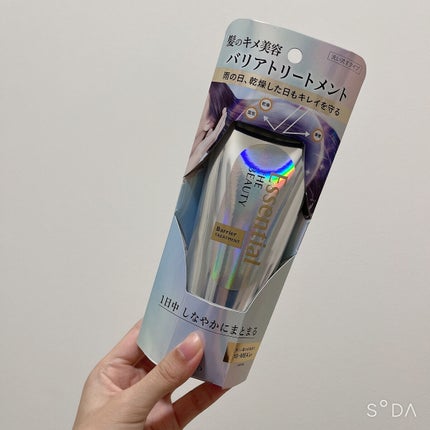 髪のキメ美容
バリアトリートメント
雨の日、乾燥した日もキレイを守る
Essential
THE
BEAUTY
Barrier
TREATMENT
1日中 しなやかにまとまる
SODA